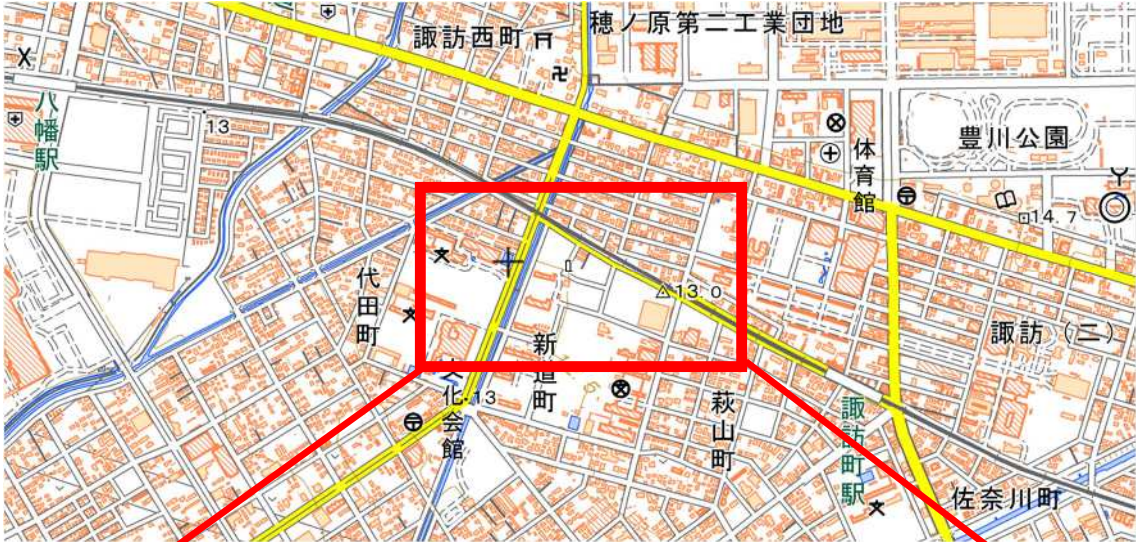 諏訪西町
穂ノ原第二工業団地
八幡駅
13
体育館
豊川公園
14.7
代田町
13.0
新道町
諏訪(二)
文化会館
13
萩山町
諏訪町駅
佐奈川町